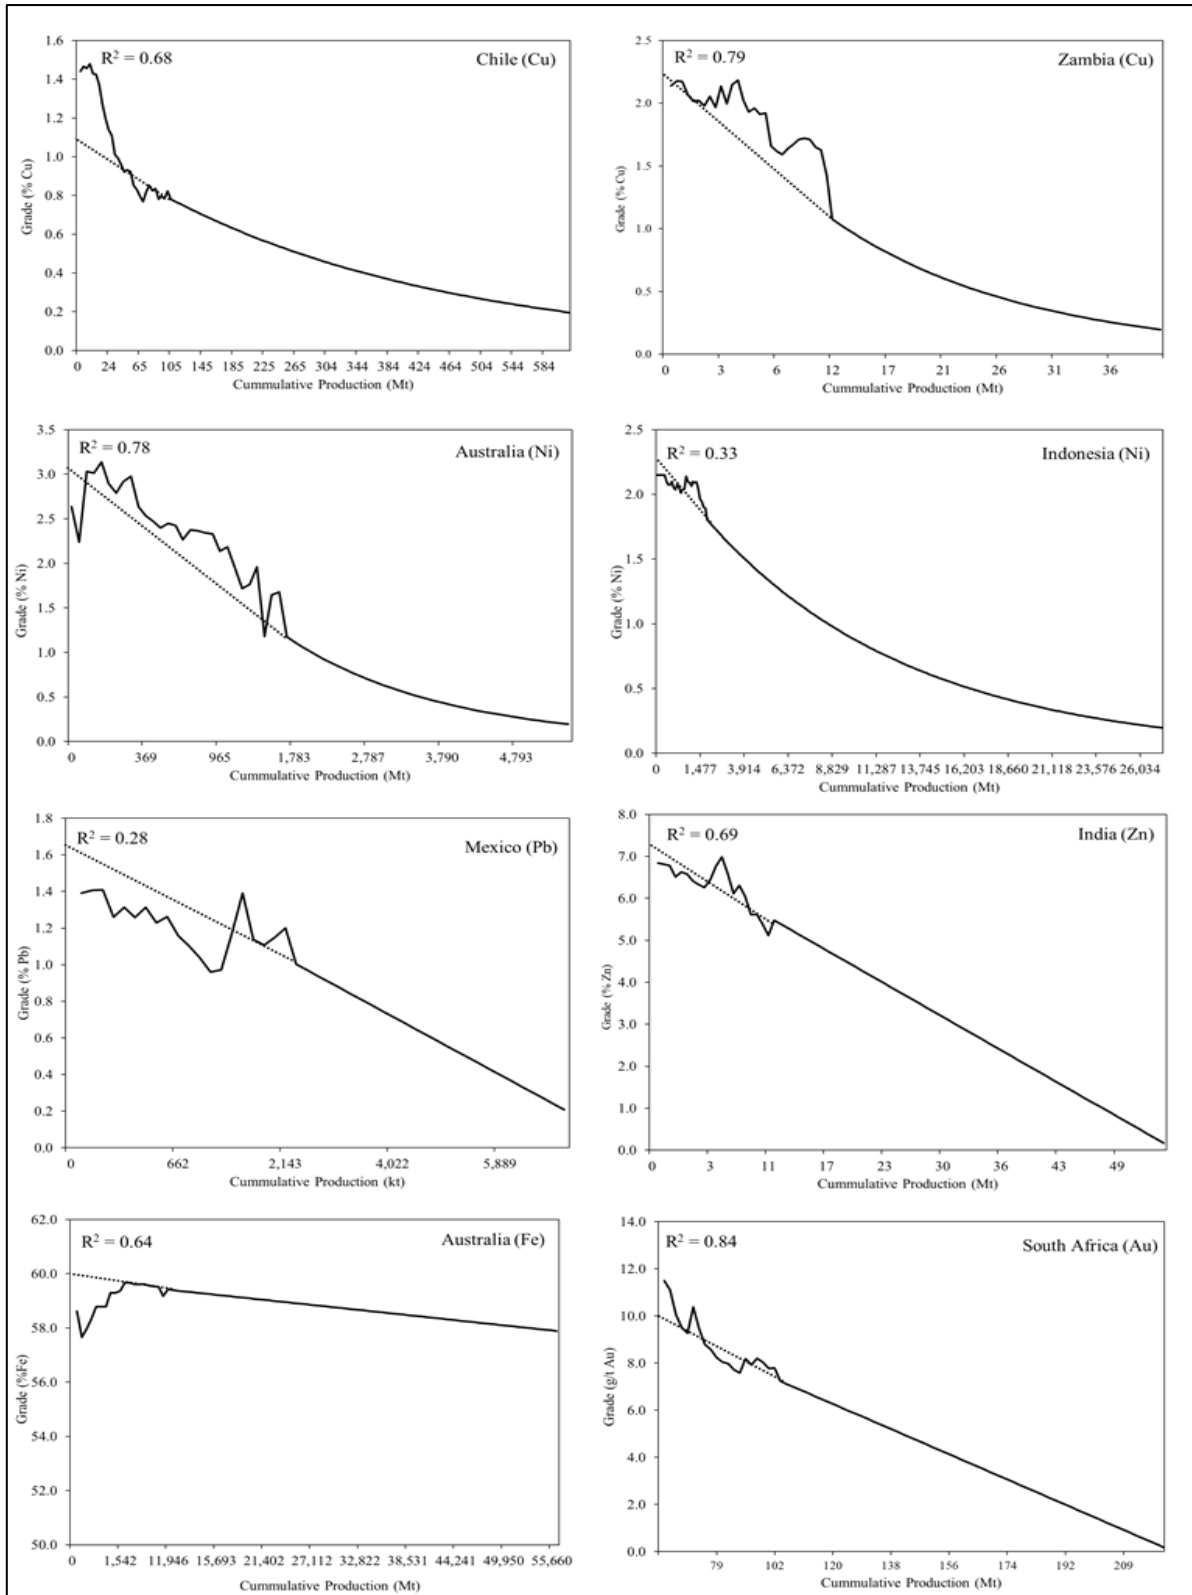 R² = 0.68
Chile (Cu)
1.6
1.4
1.2
1.0
0.8
0.6
0.4
0.2
0.0
Grade (% Cu)
0 24 65 105 145 185 225 265 304 344 384 424 464 504 544 584
Cummulative Production (Mt)
R² = 0.79
Zambia (Cu)
2.5
2.0
1.5
1.0
0.5
0.0
Grade (% Cu)
0 3 6 12 17 21 26 31 36
Cummulative Production (Mt)
R² = 0.78
Australia (Ni)
3.5
3.0
2.5
2.0
1.5
1.0
0.5
0.0
Grade (% Ni)
0 369 965 1,783 2,787 3,790 4,793
Cummulative Production (Mt)
R² = 0.33
Indonesia (Ni)
2.5
2.0
1.5
1.0
0.5
0.0
Grade (% Ni)
0 1,477 3,914 6,372 8,829 11,287 13,745 16,203 18,660 21,118 23,576 26,034
Cummulative Production (Mt)
R² = 0.28
Mexico (Pb)
1.8
1.6
1.4
1.2
1.0
0.8
0.6
0.4
0.2
0.0
Grade (% Pb)
0 662 2,143 4,022 5,889
Cummulative Production (kt)
R² = 0.69
India (Zn)
8.0
7.0
6.0
5.0
4.0
3.0
2.0
1.0
0.0
Grade (% Zn)
0 3 11 17 23 30 36 43 49
Cummulative Production (Mt)
R² = 0.64
Australia (Fe)
62.0
60.0
58.0
56.0
54.0
52.0
50.0
Grade (%Fe)
0 1,542 11,946 15,693 21,402 27,112 32,822 38,531 44,241 49,950 55,660
Cummulative Production (Mt)
R² = 0.84
South Africa (Au)
14.0
12.0
10.0
8.0
6.0
4.0
2.0
0.0
Grade (g/t Au)
79 102 120 138 156 174 192 209
Cummulative Production (Mt)